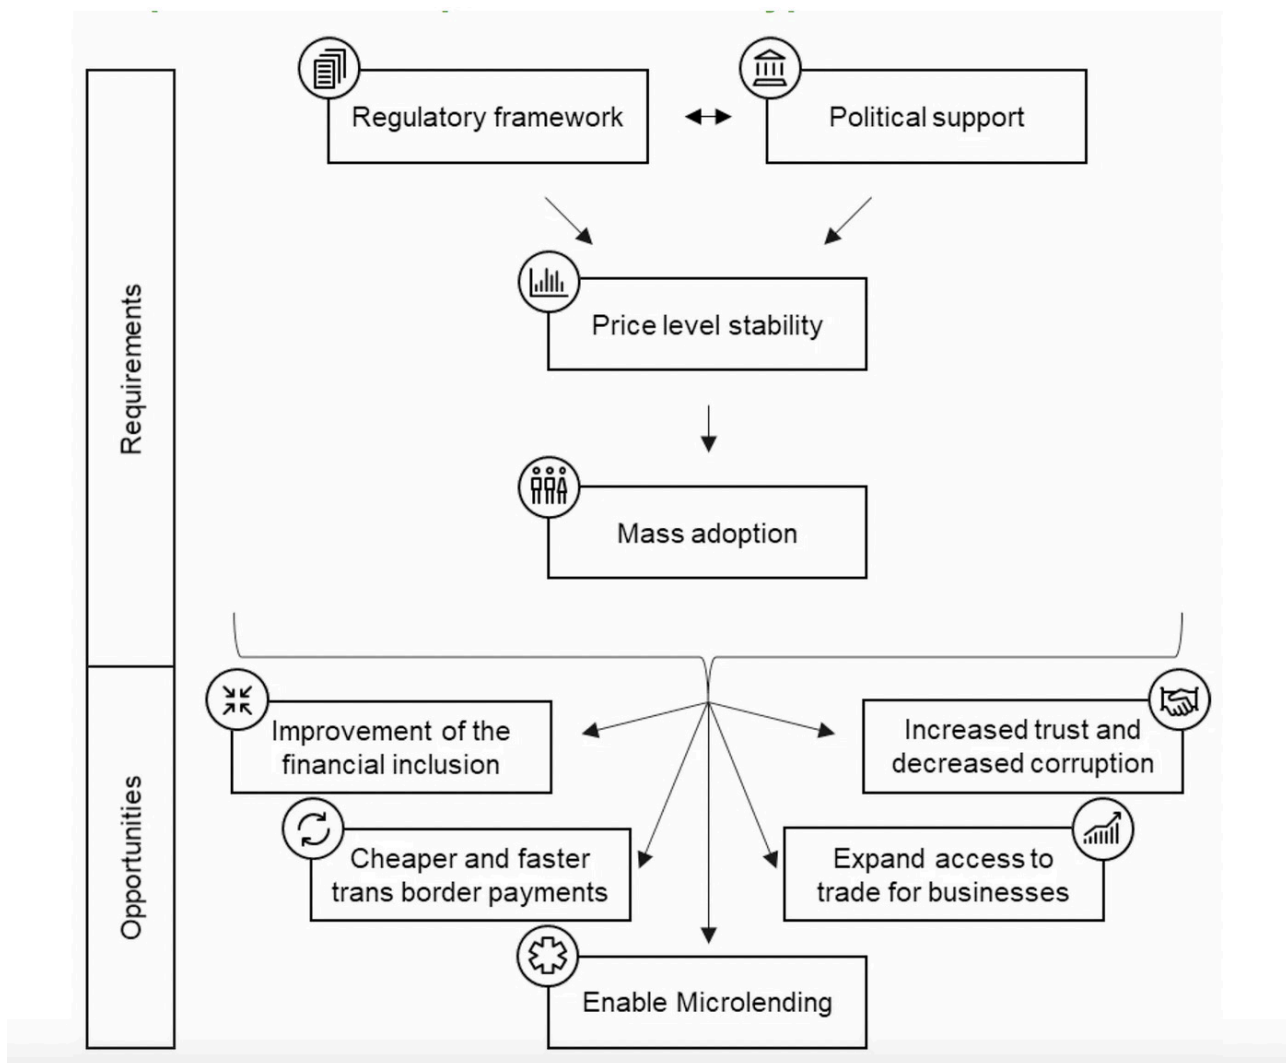 Requirements
Regulatory framework
Political support
Price level stability
Mass adoption
Opportunities
Improvement of the
financial inclusion
Increased trust and
decreased corruption
Cheaper and faster
trans border payments
Expand access to
trade for businesses
Enable Microlending